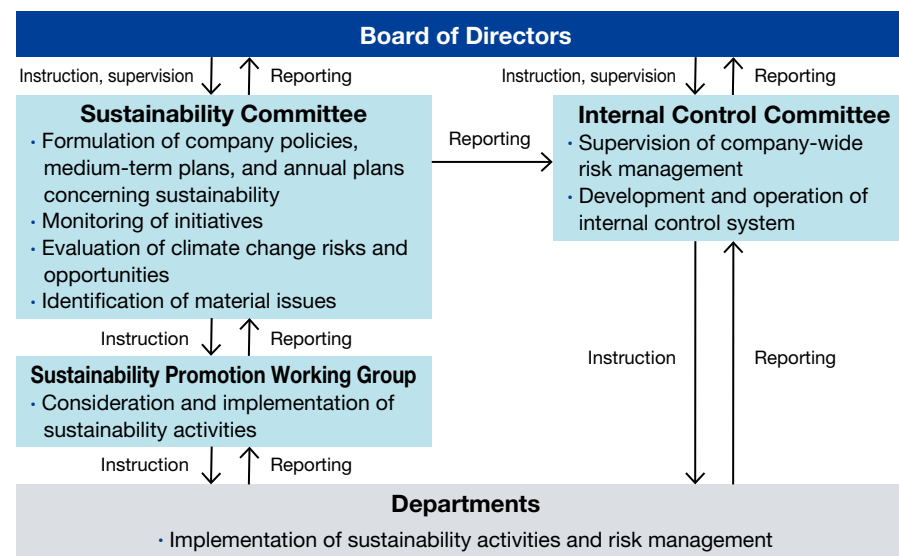 Board of Directors
Instruction, supervision
Reporting
Instruction, supervision
Reporting
Sustainability Committee
· Formulation of company policies,
medium-term plans, and annual plans
concerning sustainability
· Monitoring of initiatives
· Evaluation of climate change risks and
opportunities
· Identification of material issues
Reporting
Internal Control Committee
· Supervision of company-wide
risk management
· Development and operation of
internal control system
Instruction
Reporting
Sustainability Promotion Working Group
· Consideration and implementation of
sustainability activities
Instruction
Reporting
Instruction
Reporting
Departments
· Implementation of sustainability activities and risk management